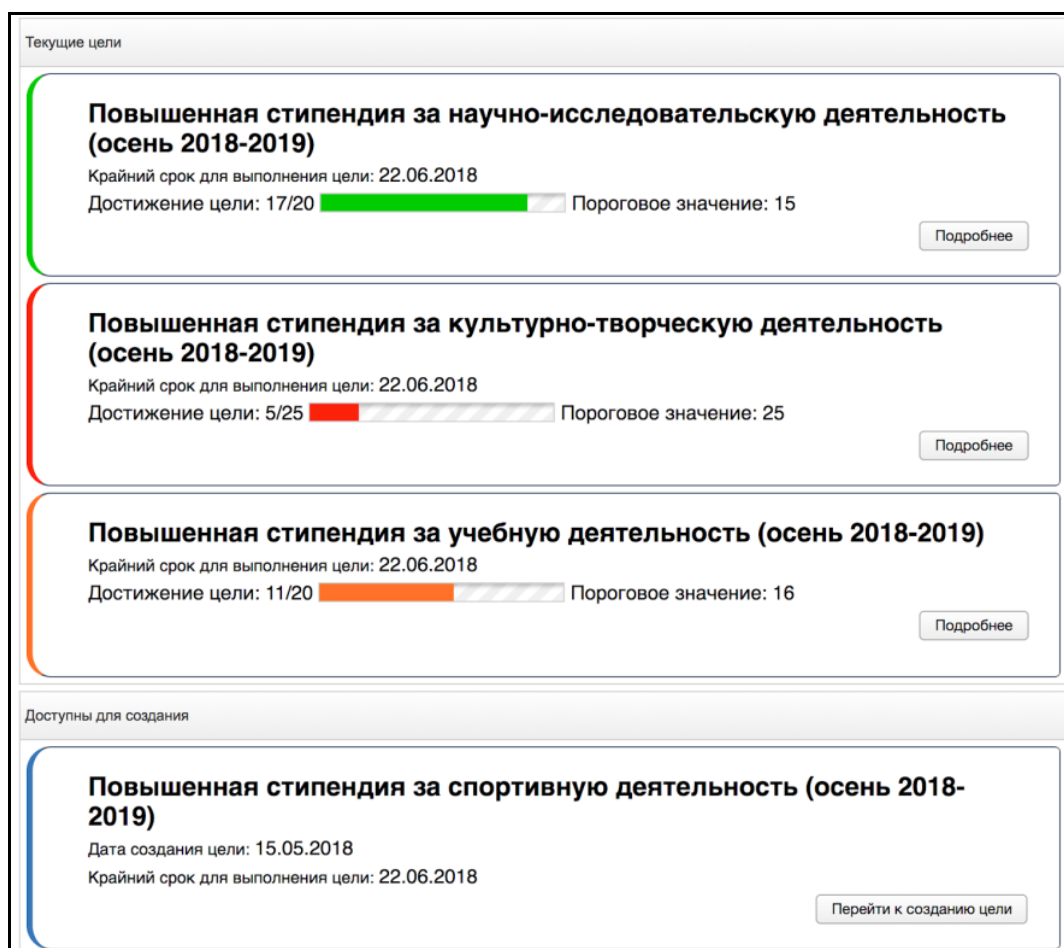 Текущие цели
Повышенная стипендия за научно-исследовательскую деятельность
(осень 2018-2019)
Крайний срок для выполнения цели: 22.06.2018
Достижение цели: 17/20 Пороговое значение: 15
Подробнее
Повышенная стипендия за культурно-творческую деятельность
(осень 2018-2019)
Крайний срок для выполнения цели: 22.06.2018
Достижение цели: 5/25 Пороговое значение: 25
Подробнее
Повышенная стипендия за учебную деятельность (осень 2018-2019)
Крайний срок для выполнения цели: 22.06.2018
Достижение цели: 11/20 Пороговое значение: 16
Подробнее
Доступны для создания
Повышенная стипендия за спортивную деятельность (осень 2018-
2019)
Дата создания цели: 15.05.2018
Крайний срок для выполнения цели: 22.06.2018
Перейти к созданию цели